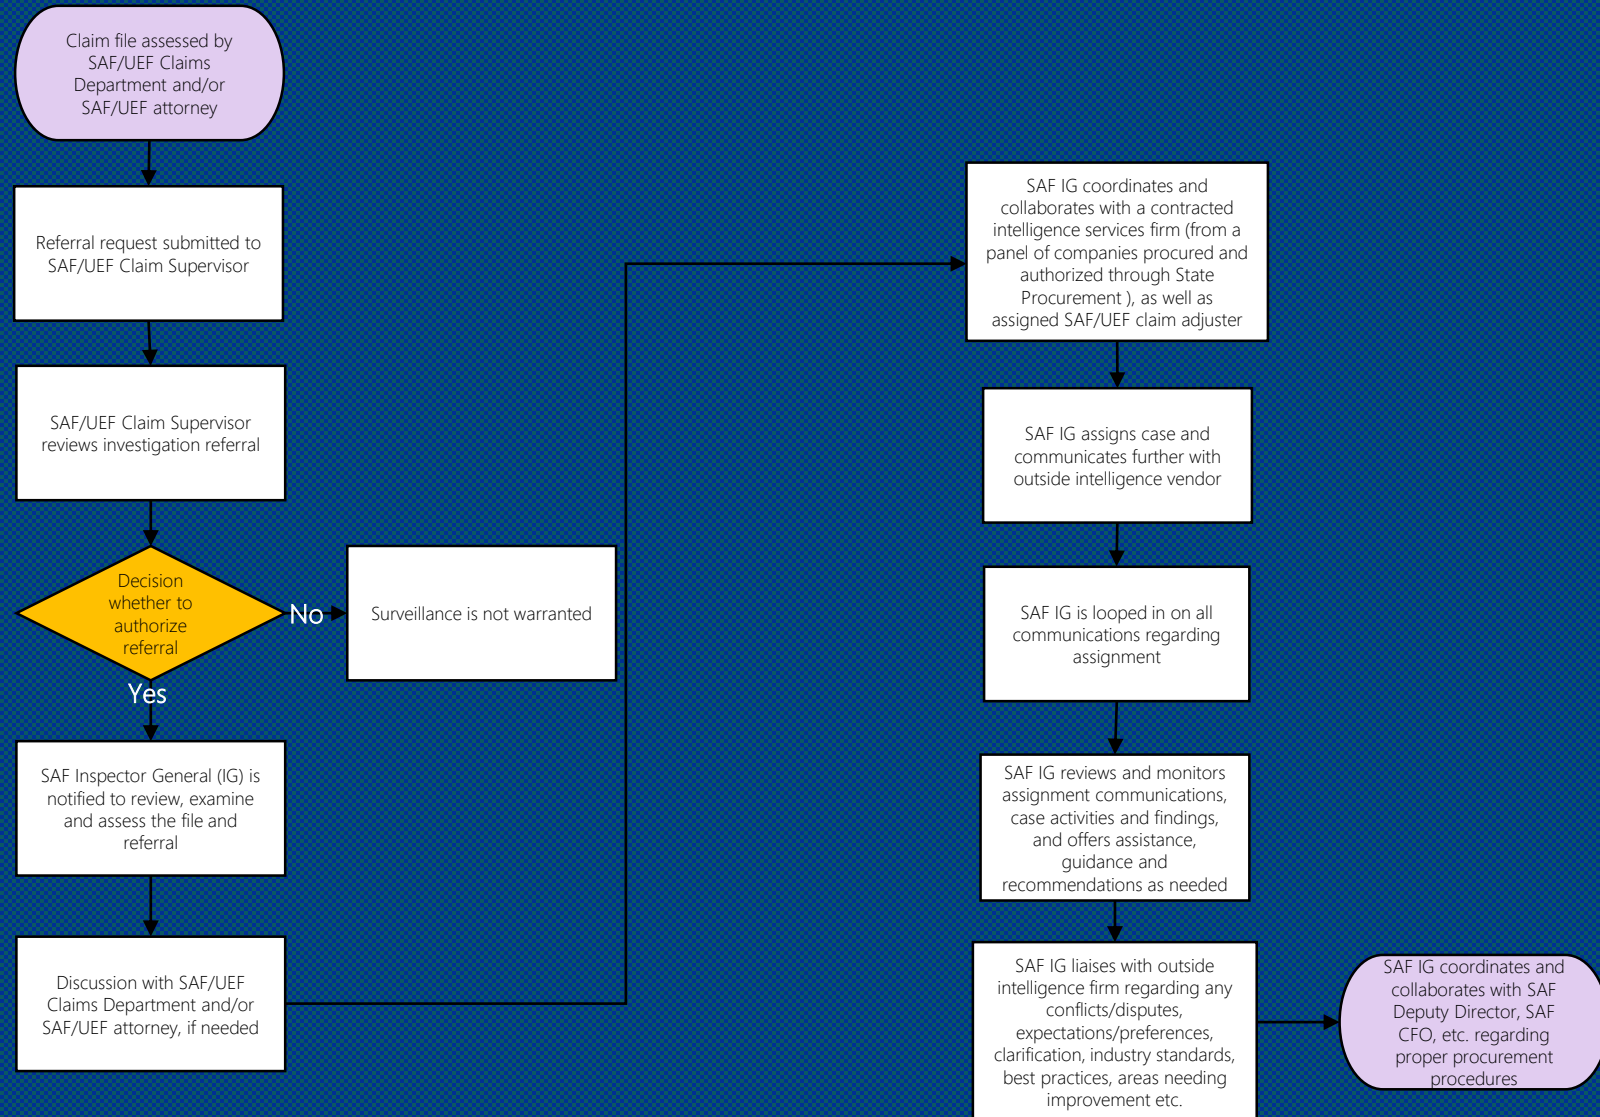 Claim file assessed by
SAF/UEF Claims
Department and/or
SAF/UEF attorney
Referral request submitted to
SAF/UEF Claim Supervisor
SAF/UEF Claim Supervisor
reviews investigation referral
Decision
whether to
authorize
referral
No
Surveillance is not warranted
Yes
SAF Inspector General (IG) is
notified to review, examine
and assess the file and
referral
Discussion with SAF/UEF
Claims Department and/or
SAF/UEF attorney, if needed
SAF IG coordinates and
collaborates with a contracted
intelligence services firm (from a
panel of companies procured and
authorized through State
Procurement ), as well as
assigned SAF/UEF claim adjuster
SAF IG assigns case and
communicates further with
outside intelligence vendor
SAF IG is looped in on all
communications regarding
assignment
SAF IG reviews and monitors
assignment communications,
case activities and findings,
and offers assistance,
guidance and
recommendations as needed
SAF IG liaises with outside
intelligence firm regarding any
conflicts/disputes,
expectations/preferences,
clarification, industry standards,
best practices, areas needing
improvement etc.
SAF IG coordinates and
collaborates with SAF
Deputy Director, SAF
CFO, etc. regarding
proper procurement
procedures